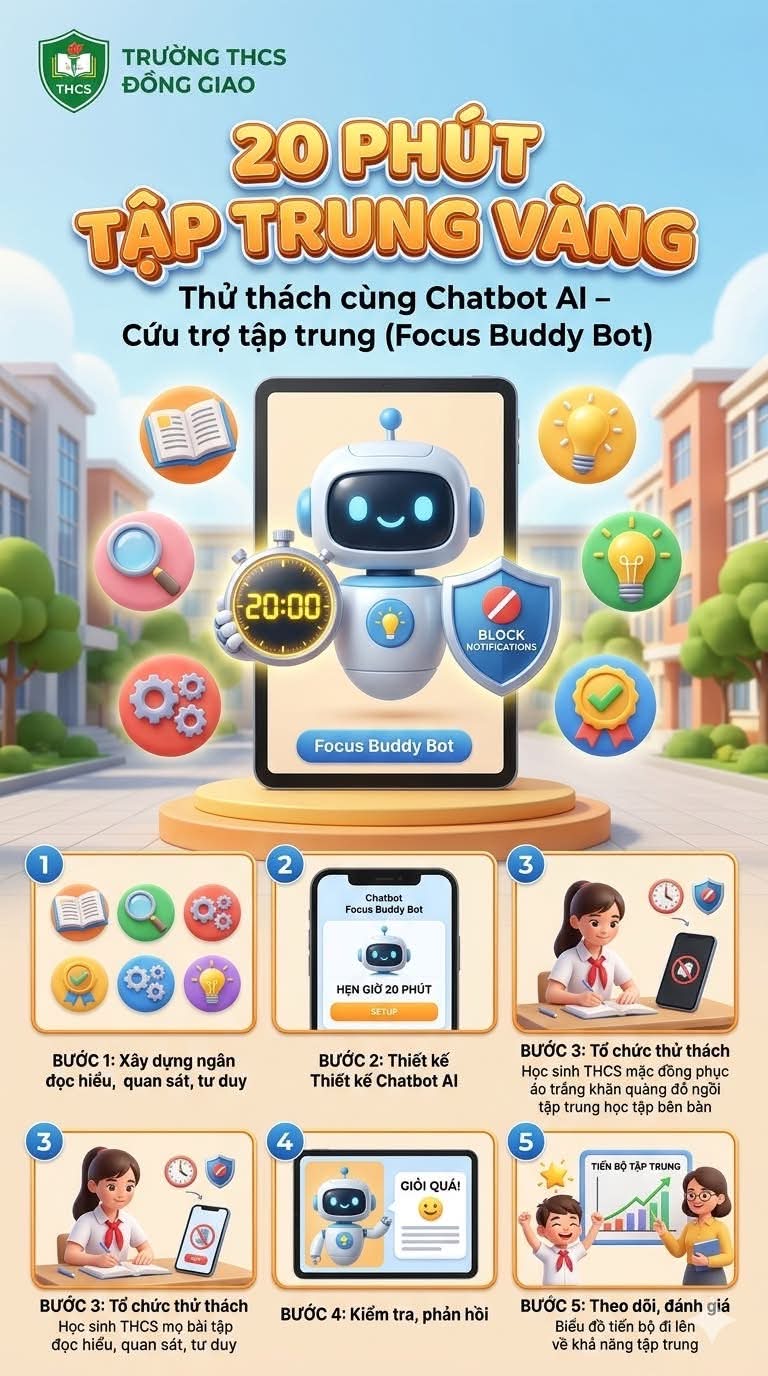 THCS
TRƯỜNG THCS
ĐỒNG GIAO
20 PHÚT
TẬP TRUNG VÀNG
Thử thách cùng Chatbot AI –
Cứu trợ tập trung (Focus Buddy Bot)
20:00
BLOCK
NOTIFICATIONS
Focus Buddy Bot
1
BƯỚC 1: Xây dựng ngân
đọc hiểu, quan sát, tư duy
2
Chatbot
Focus Buddy Bot
HẸN GIỜ 20 PHÚT
SETUP
BƯỚC 2: Thiết kế
Thiết kế Chatbot AI
3
BƯỚC 3: Tổ chức thử thách
Học sinh THCS mặc đồng phục
áo trắng khăn quàng đỏ ngồi
tập trung học tập bên bàn
3
BƯỚC 3: Tổ chức thử thách
Học sinh THCS mọ bài tập
đọc hiểu, quan sát, tư duy
4
GIỎI QUÁ!
BƯỚC 4: Kiểm tra, phản hồi
5
TIẾN BỘ TẬP TRUNG
BƯỚC 5: Theo dõi, đánh giá
Biểu đồ tiến bộ đi lên
về khả năng tập trung